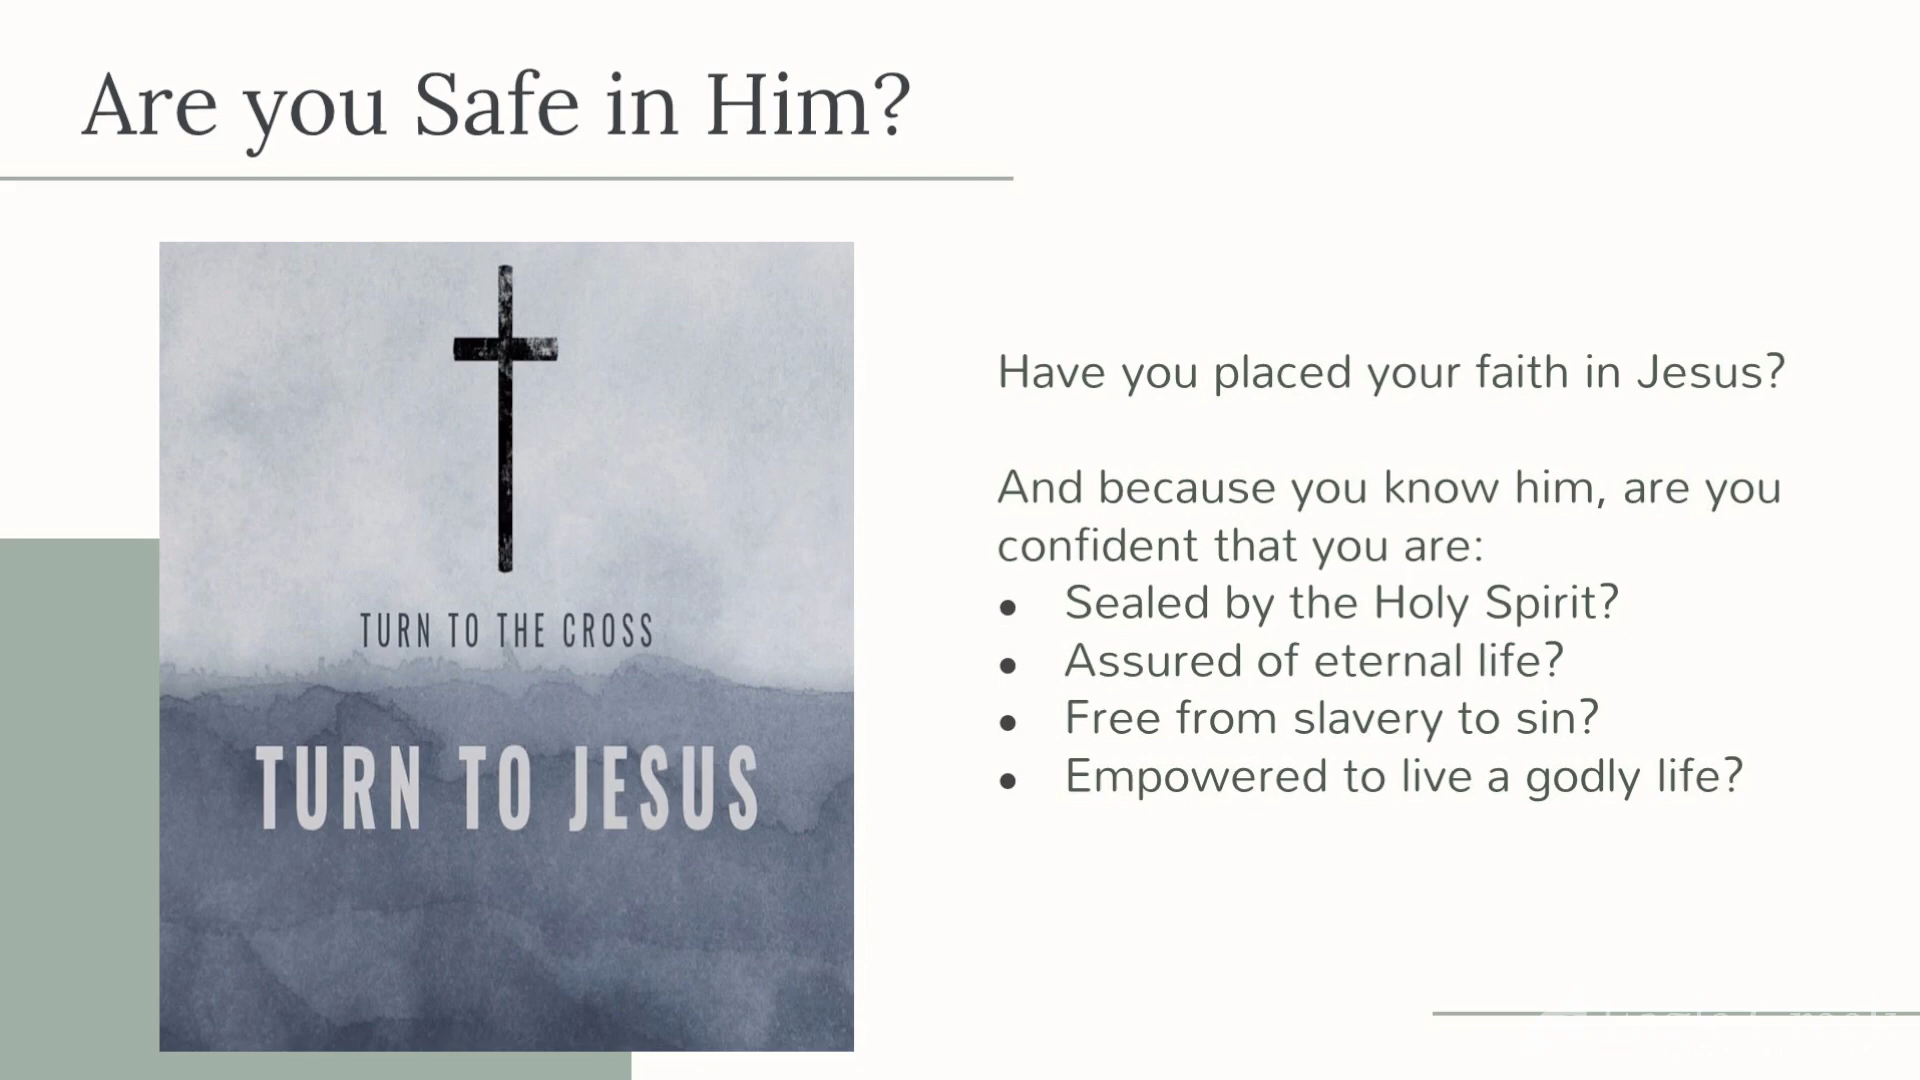 Are you Safe in Him?
TURN TO THE CROSS
TURN TO JESUS
Have you placed your faith in Jesus?
And because you know him, are you
confident that you are:
● Sealed by the Holy Spirit?
● Assured of eternal life?
● Free from slavery to sin?
● Empowered to live a godly life?